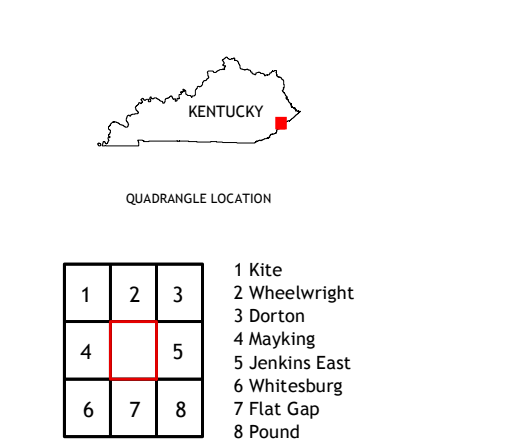 KENTUCKY
QUADRANGLE LOCATION
1 2 3
4 5
6 7 8
1 Kite
2 Wheelwright
3 Dorton
4 Mayking
5 Jenkins East
6 Whitesburg
7 Flat Gap
8 Pound